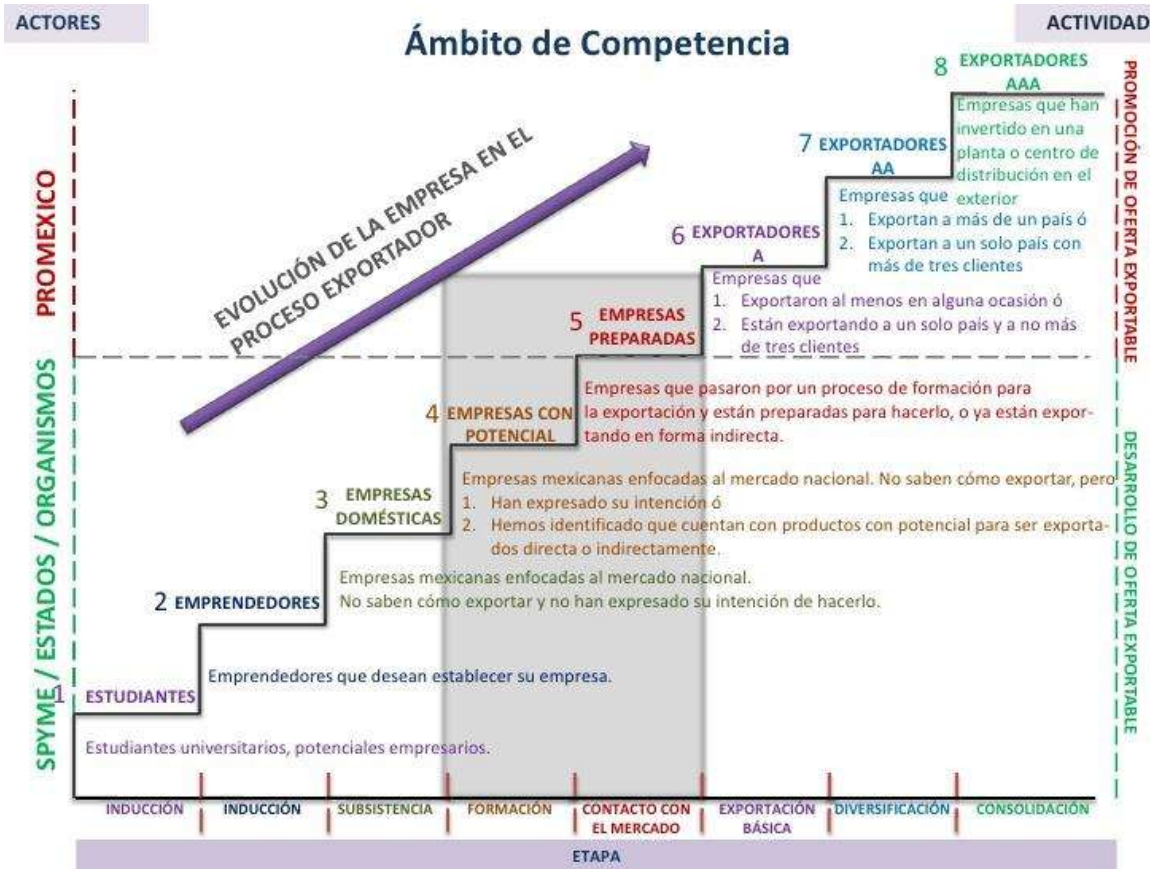 ACTORES
ACTIVIDAD
Ámbito de Competencia
PROMEXICO
SPYME / ESTADOS / ORGANISMOS
EVOLUCIÓN DE LA EMPRESA EN EL
PROCESO EXPORTADOR
PROMOCIÓN DE OFERTA EXPORTABLE
DESARROLLO DE OFERTA EXPORTABLE
8 EXPORTADORES
AAA
Empresas que han
invertido en una
planta o centro de
distribución en el
exterior
7 EXPORTADORES
AA
Empresas que
1. Exportan a más de un país ó
2. Exportan a un solo país con
más de tres clientes
6 EXPORTADORES
A
Empresas que
1. Exportaron al menos en alguna ocasión ó
2. Están exportando a un solo país y a no más
de tres clientes
5 EMPRESAS
PREPARADAS
Empresas que pasaron por un proceso de formación para
la exportación y están preparadas para hacerlo, o ya están expor-
tando en forma indirecta.
4 EMPRESAS CON
POTENCIAL
Empresas mexicanas enfocadas al mercado nacional. No saben cómo exportar, pero
1. Han expresado su intención ó
2. Hemos identificado que cuentan con productos con potencial para ser exporta-
dos directa o indirectamente.
3 EMPRESAS
DOMÉSTICAS
Empresas mexicanas enfocadas al mercado nacional.
No saben cómo exportar y no han expresado su intención de hacerlo.
2 EMPRENDEDORES
Emprendedores que desean establecer su empresa.
1 ESTUDIANTES
Estudiantes universitarios, potenciales empresarios.
INDUCCIÓN
INDUCCIÓN
SUBSISTENCIA
FORMACIÓN
CONTACTO CON
EL MERCADO
EXPORTACIÓN
BÁSICA
DIVERSIFICACIÓN
CONSOLIDACIÓN
ETAPA